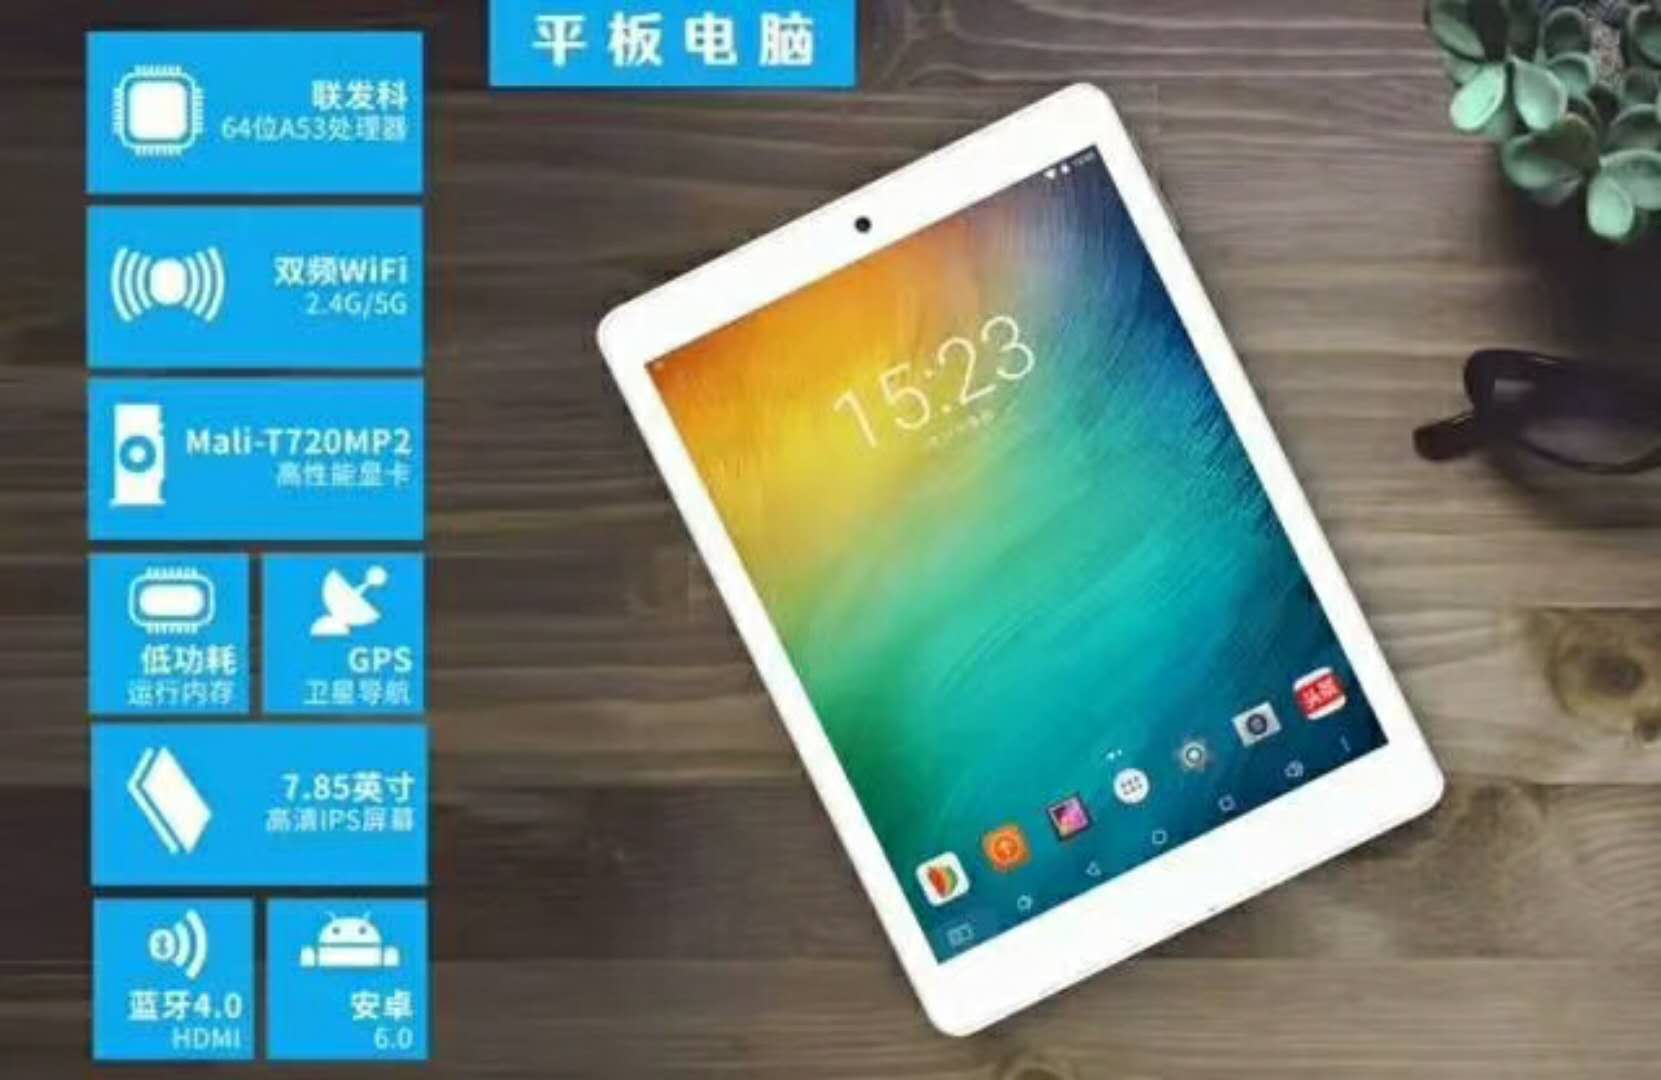 平板电脑
联发科
64位A53处理器
双频WiFi
2.4G/5G
Mali-T720MP2
高性能显卡
低功耗
运行内存
GPS
卫星导航
7.85英寸
高清IPS屏幕
蓝牙4.0
HDMI
安卓
6.0
15:23
头条